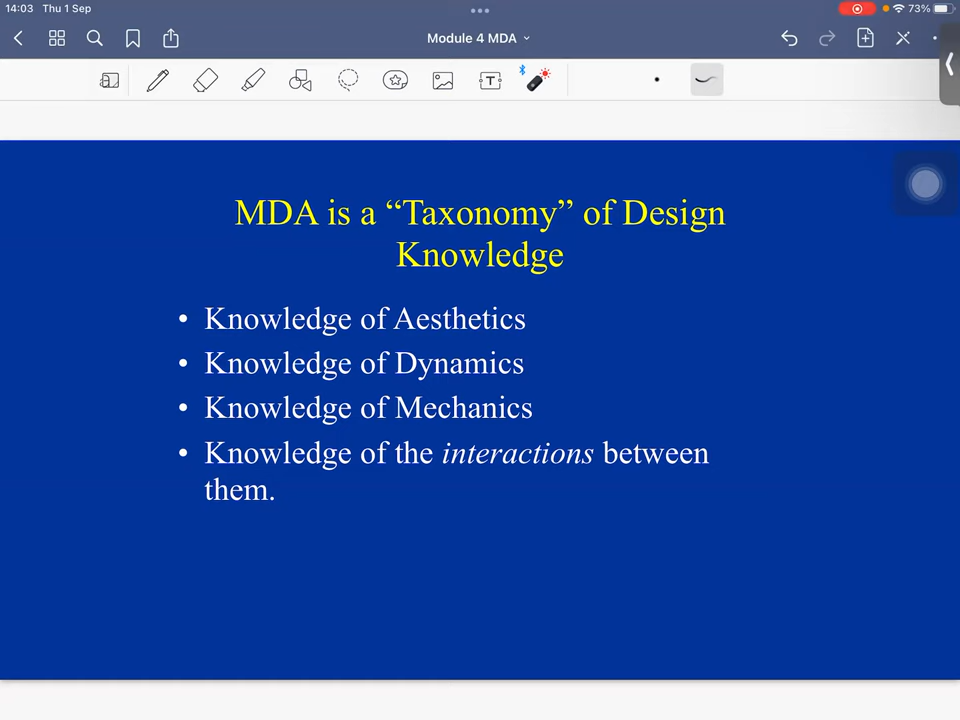 14:03 Thu 1 Sep
73%
Module 4 MDA
T
MDA is a “Taxonomy” of Design
Knowledge
• Knowledge of Aesthetics
• Knowledge of Dynamics
• Knowledge of Mechanics
• Knowledge of the interactions between
them.